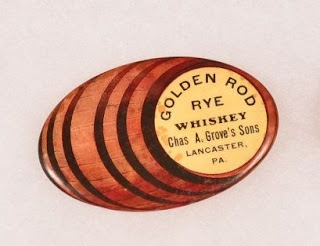 GOLDEN ROD
RYE
WHISKEY
Chas A. Grove's Sons
LANCASTER,
PA.